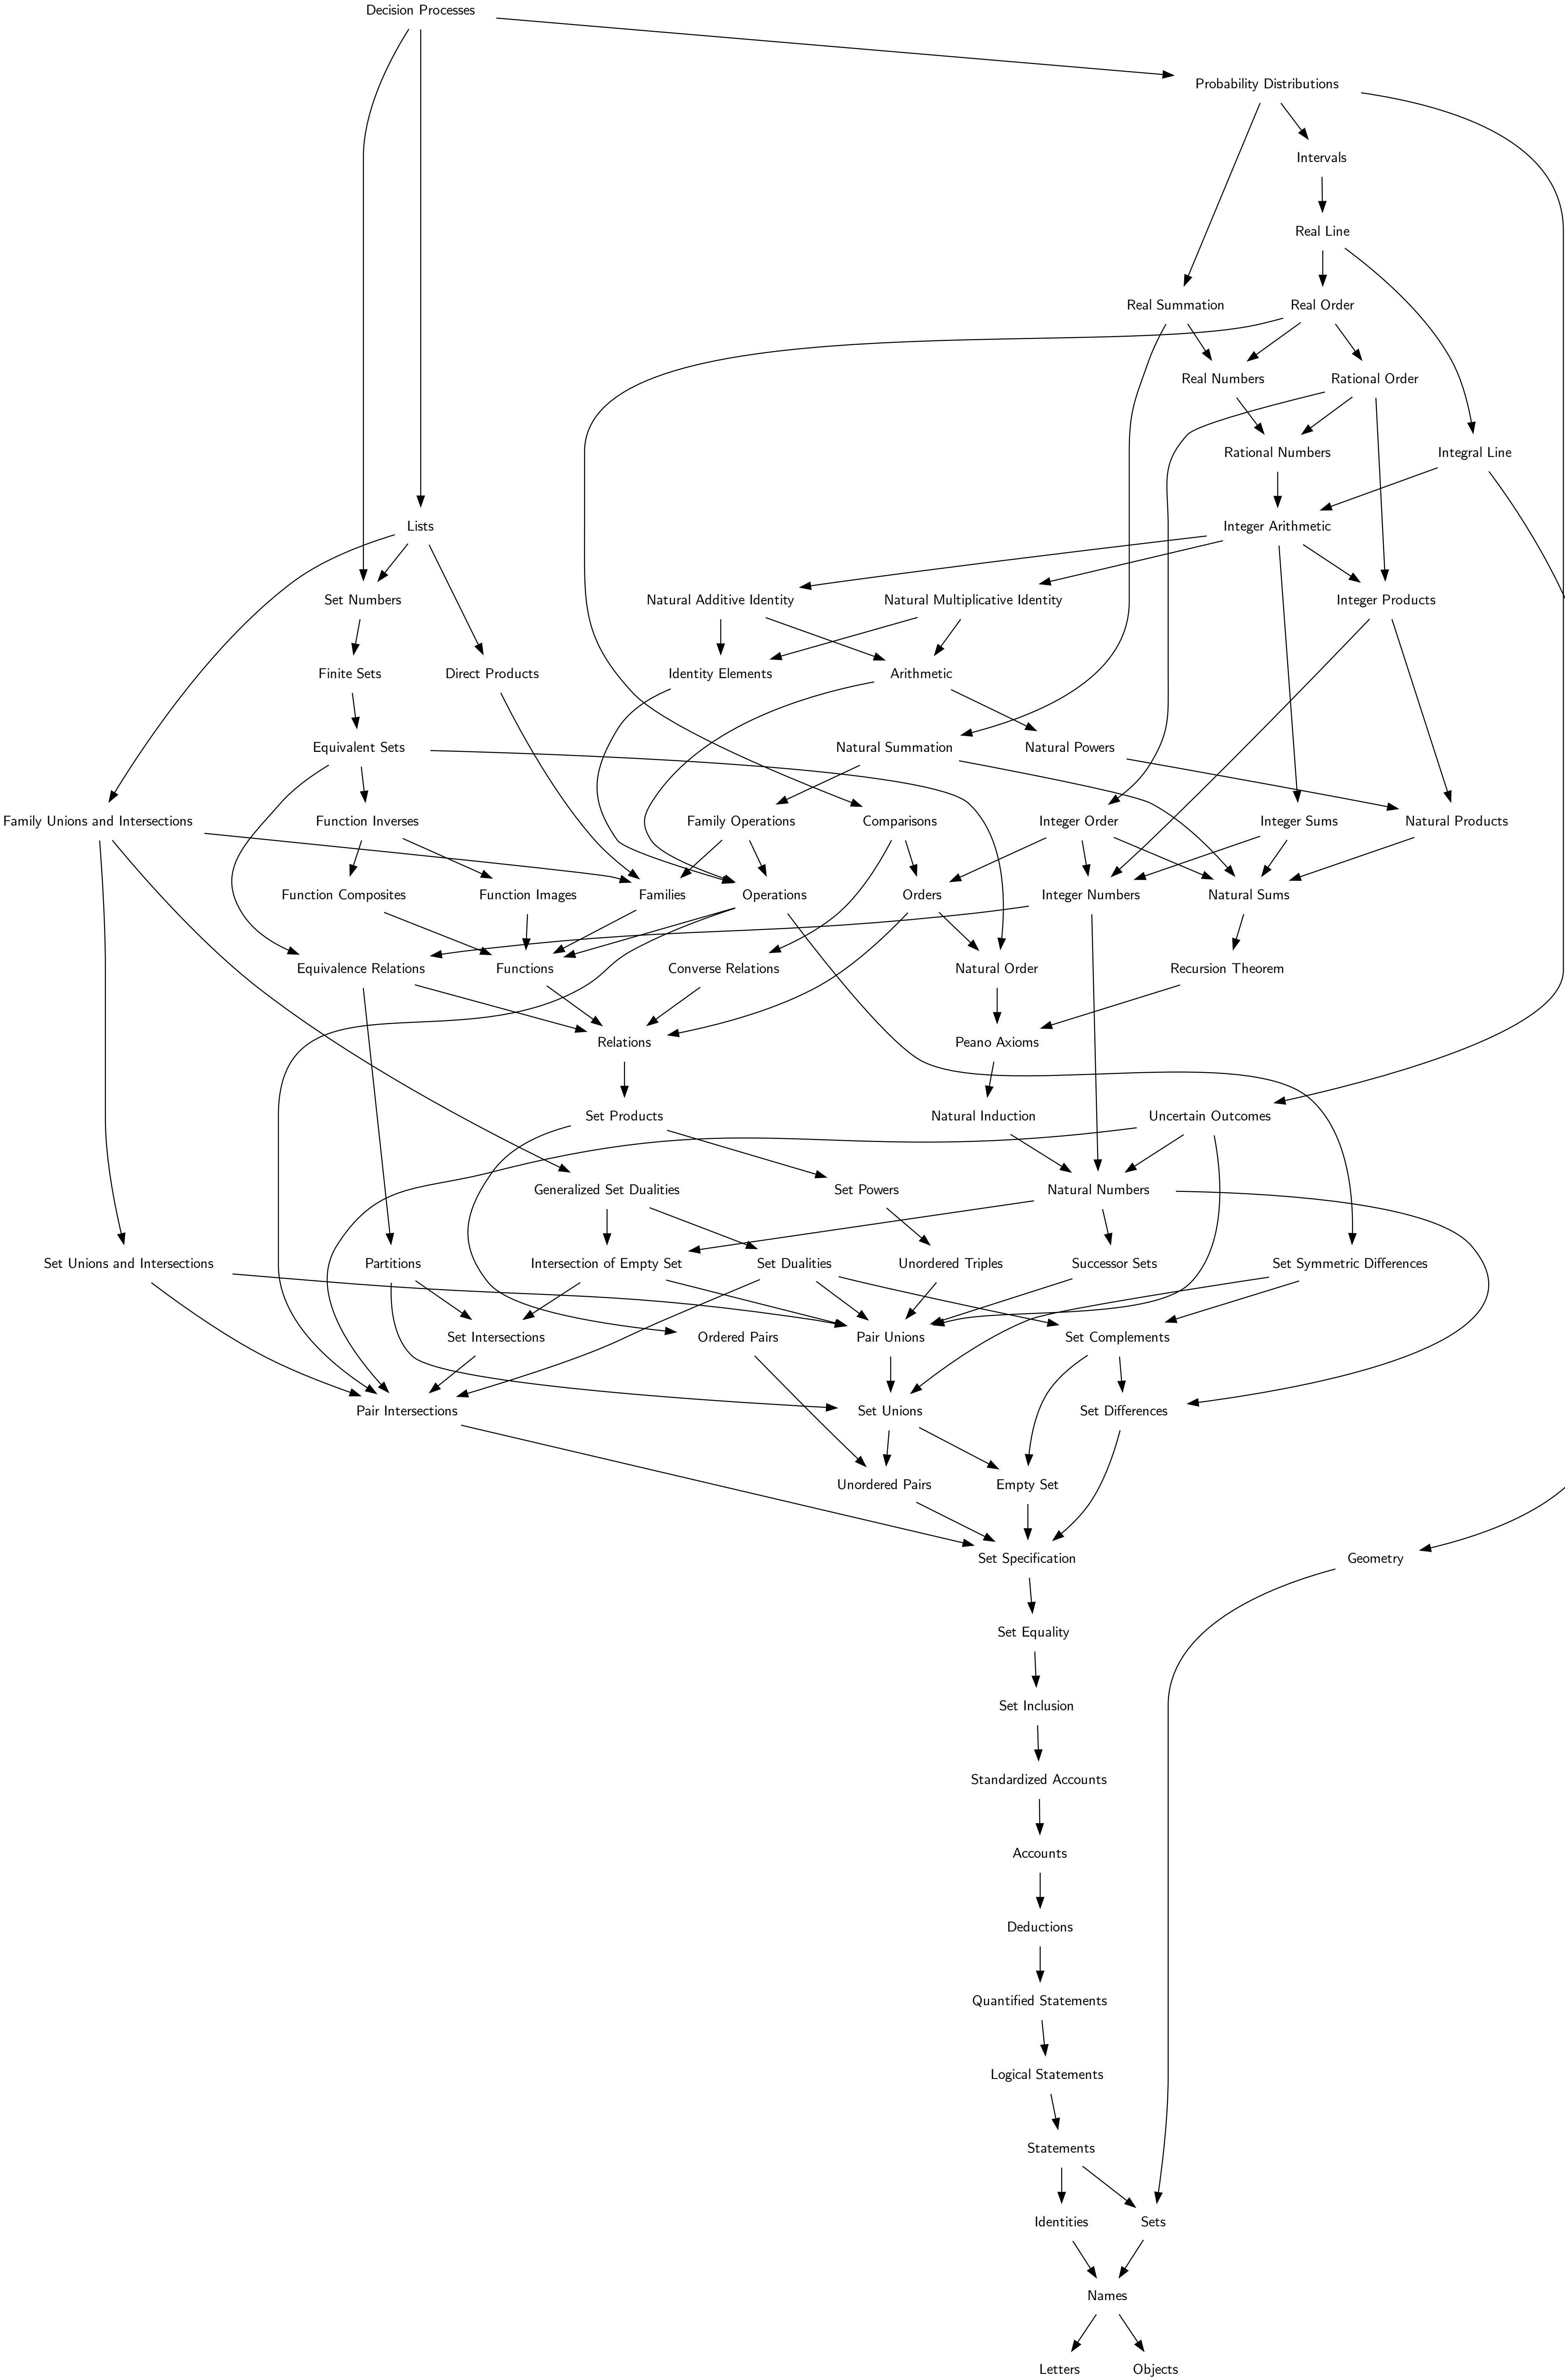 Decision Processes
Probability Distributions
Intervals
Real Line
Real Summation
Real Order
Real Numbers
Rational Order
Rational Numbers
Integral Line
Lists
Integer Arithmetic
Set Numbers
Natural Additive Identity
Natural Multiplicative Identity
Integer Products
Finite Sets
Direct Products
Identity Elements
Arithmetic
Equivalent Sets
Natural Summation
Natural Powers
Family Unions and Intersections
Function Inverses
Family Operations
Comparisons
Integer Order
Integer Sums
Natural Products
Function Composites
Function Images
Families
Operations
Orders
Integer Numbers
Natural Sums
Equivalence Relations
Functions
Converse Relations
Natural Order
Recursion Theorem
Relations
Peano Axioms
Set Products
Natural Induction
Uncertain Outcomes
Generalized Set Dualities
Set Powers
Natural Numbers
Set Unions and Intersections
Partitions
Intersection of Empty Set
Set Dualities
Unordered Triples
Successor Sets
Set Symmetric Differences
Set Intersections
Ordered Pairs
Pair Unions
Set Complements
Pair Intersections
Set Unions
Set Differences
Unordered Pairs
Empty Set
Set Specification
Geometry
Set Equality
Set Inclusion
Standardized Accounts
Accounts
Deductions
Quantified Statements
Logical Statements
Statements
Identities
Sets
Names
Letters
Objects